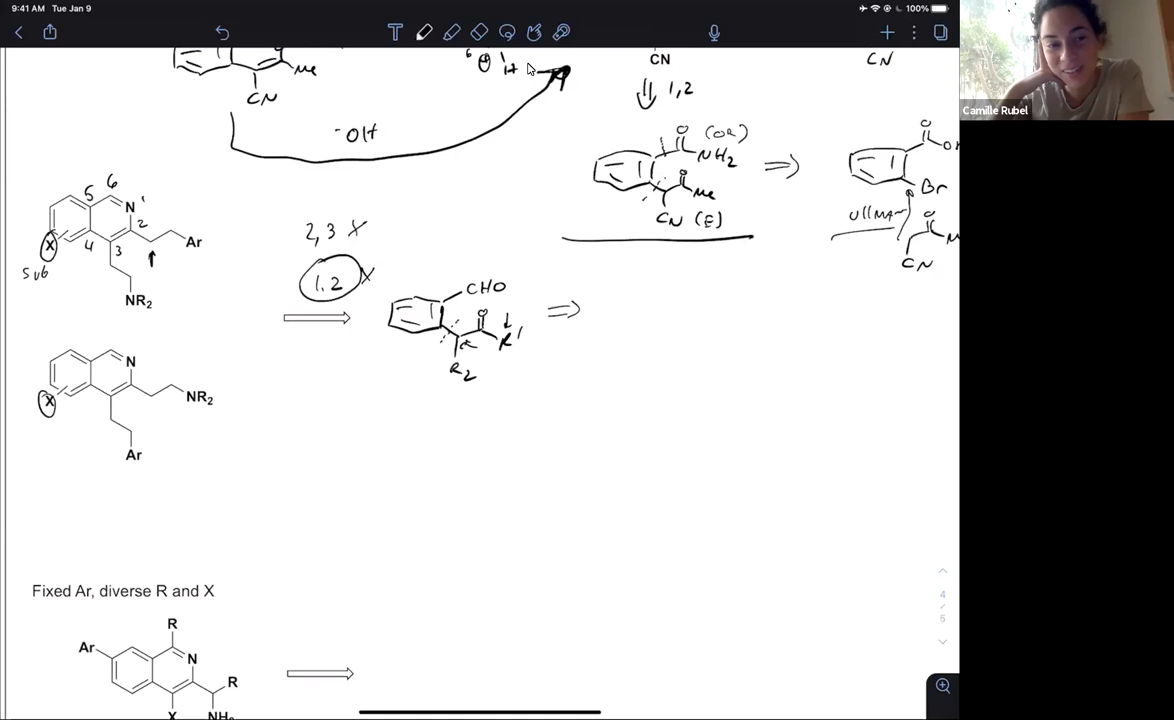 9:41 AM Tue Jan 9
100%
Me
CN
-OH
CN
1,2
CN
Camille Rubel
O
(OR)
NH2
O
Me
CN (E)
O
Br
Ullman
O
CN
5
6
1
N
2
Ar
3
4
X
Sub
NR2
2,3 X
1,2 X
CHO
O
R'
R2
N
NR2
X
Ar
Fixed Ar, diverse R and X
R
Ar
N
R
X
NH2
4
/
5